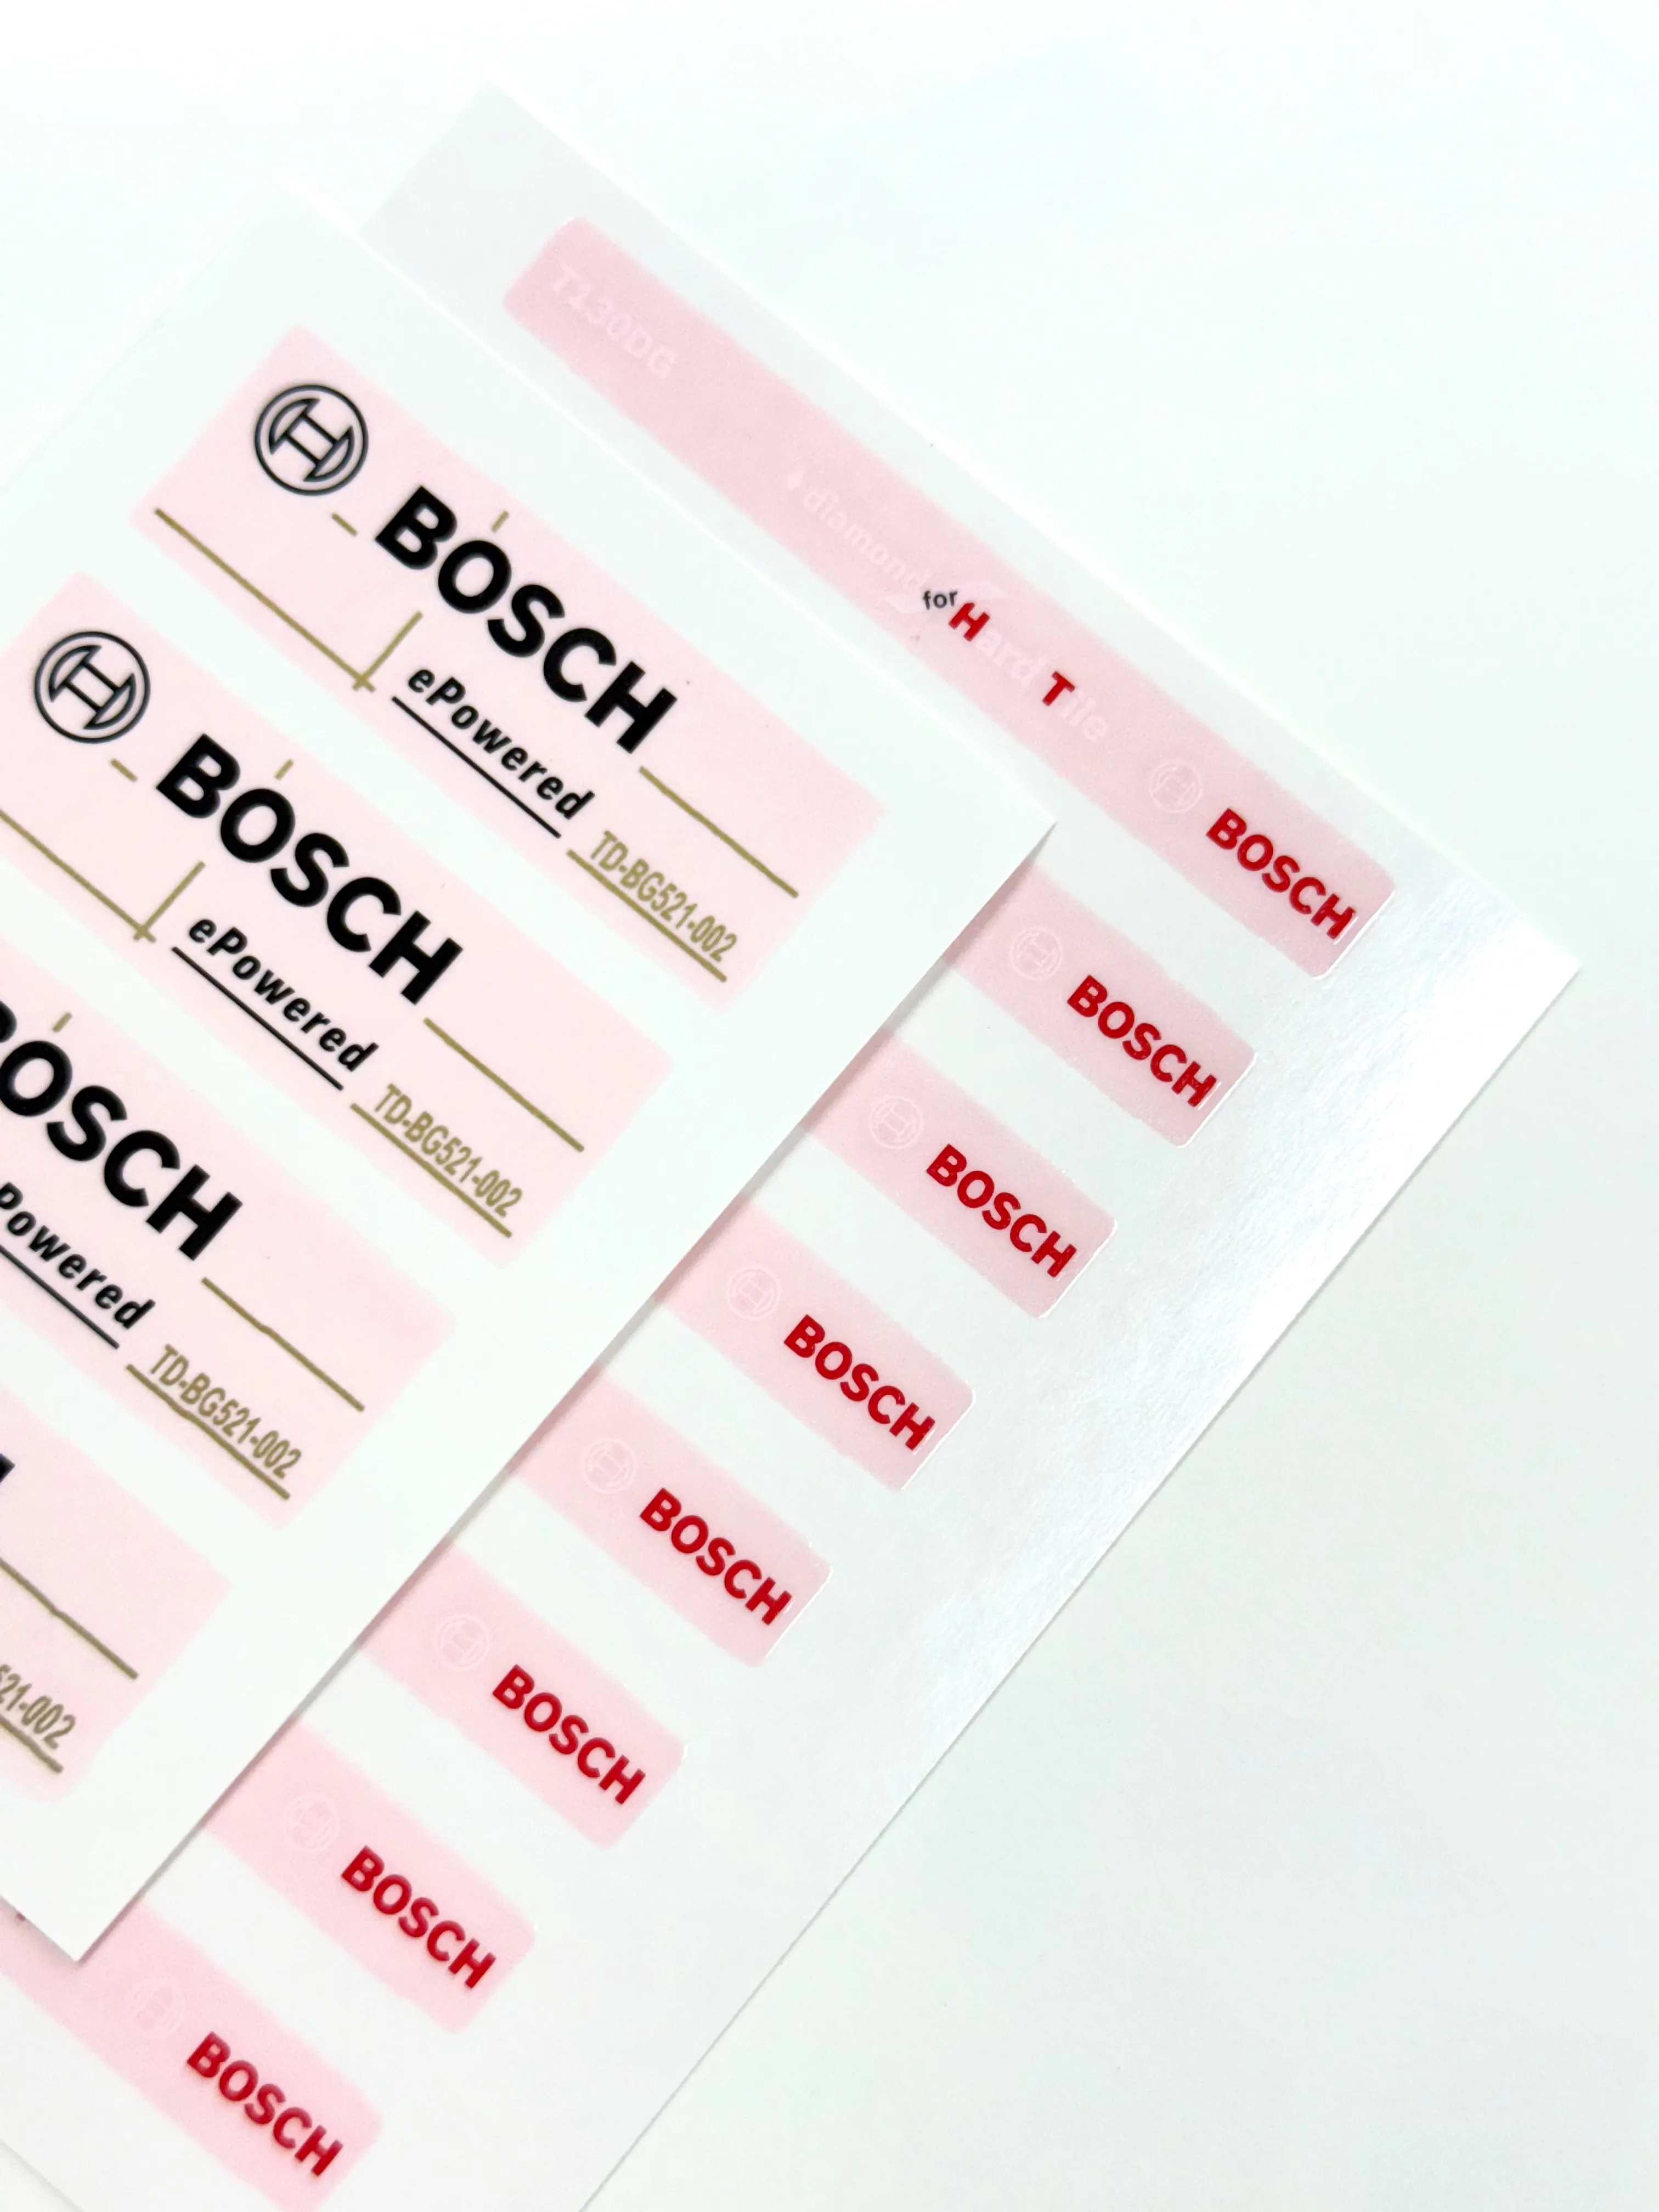 BOSCH
ePowered
TD-BG521-002
BOSCH
ePowered
TD-BG521-002
BOSCH
Powered
TD-BG521-002
H
521-002
T130DG
diamond
for Hard Tile
BOSCH
BOSCH
BOSCH
BOSCH
BOSCH
BOSCH
BOSCH
BOSCH